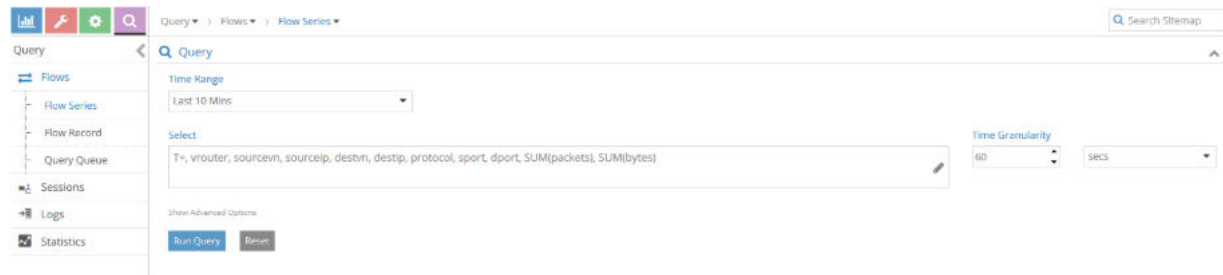 Query > Flows > Flow Series
Search Sitemap
Query
Flows
Flow Series
Flow Record
Query Queue
Sessions
Logs
Statistics
Query
Time Range
Last 10 Mins
Select
T=, vrouter, sourcevn, sourceip, destvn, destip, protocol, sport, dport, SUM(packets), SUM(bytes)
Time Granularity
60 secs
Show Advanced Options
Run Query Reset